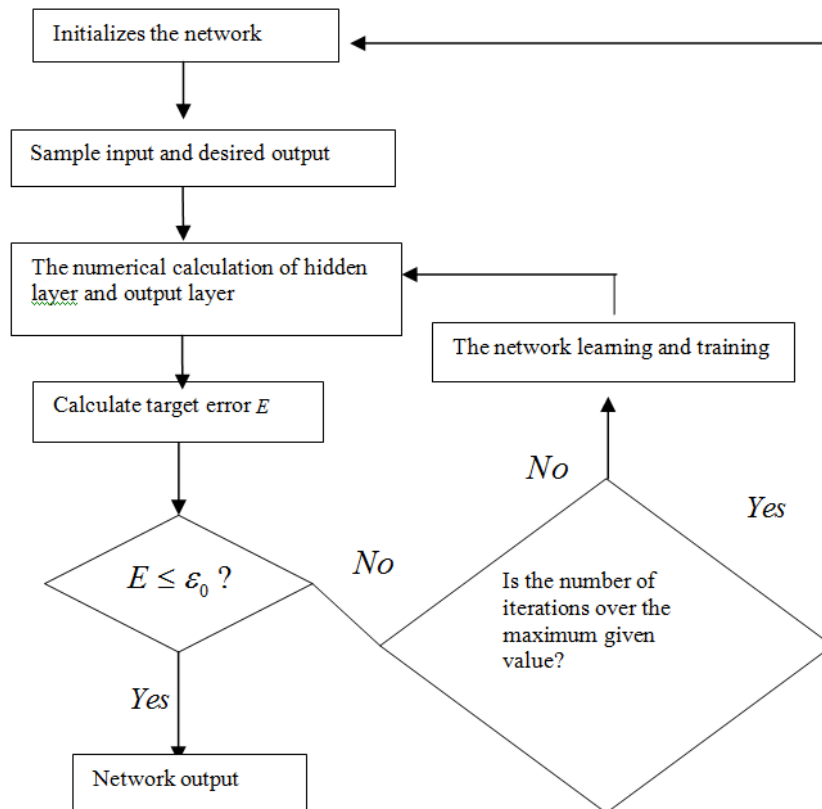 Initializes the network
Sample input and desired output
The numerical calculation of hidden
layer and output layer
The network learning and training
Calculate target error E
No
Yes
E ≤ ε₀ ?
No
Is the number of
iterations over the
maximum given
value?
Yes
Network output